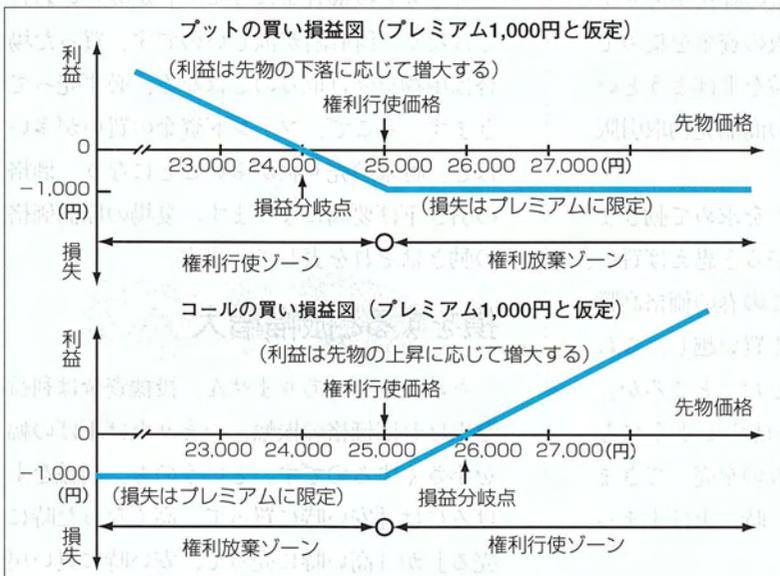 プットの買い損益図（プレミアム1,000円と仮定）
利益
（利益は先物の下落に応じて増大する）
権利行使価格
先物価格
0
23.000 24,000 25.000 26.000 27.000(円)
−1.000
(円)
損益分岐点
（損失はプレミアムに限定）
損失
権利行使ゾーン
権利放棄ゾーン
コールの買い損益図（プレミアム1,000円と仮定）
利益
（利益は先物の上昇に応じて増大する）
権利行使価格
先物価格
0
23.000 24.000 25.000 26.000 27.000(円)
−1.000
(円)
（損失はプレミアムに限定）
損益分岐点
損失
権利放棄ゾーン
権利行使ゾーン